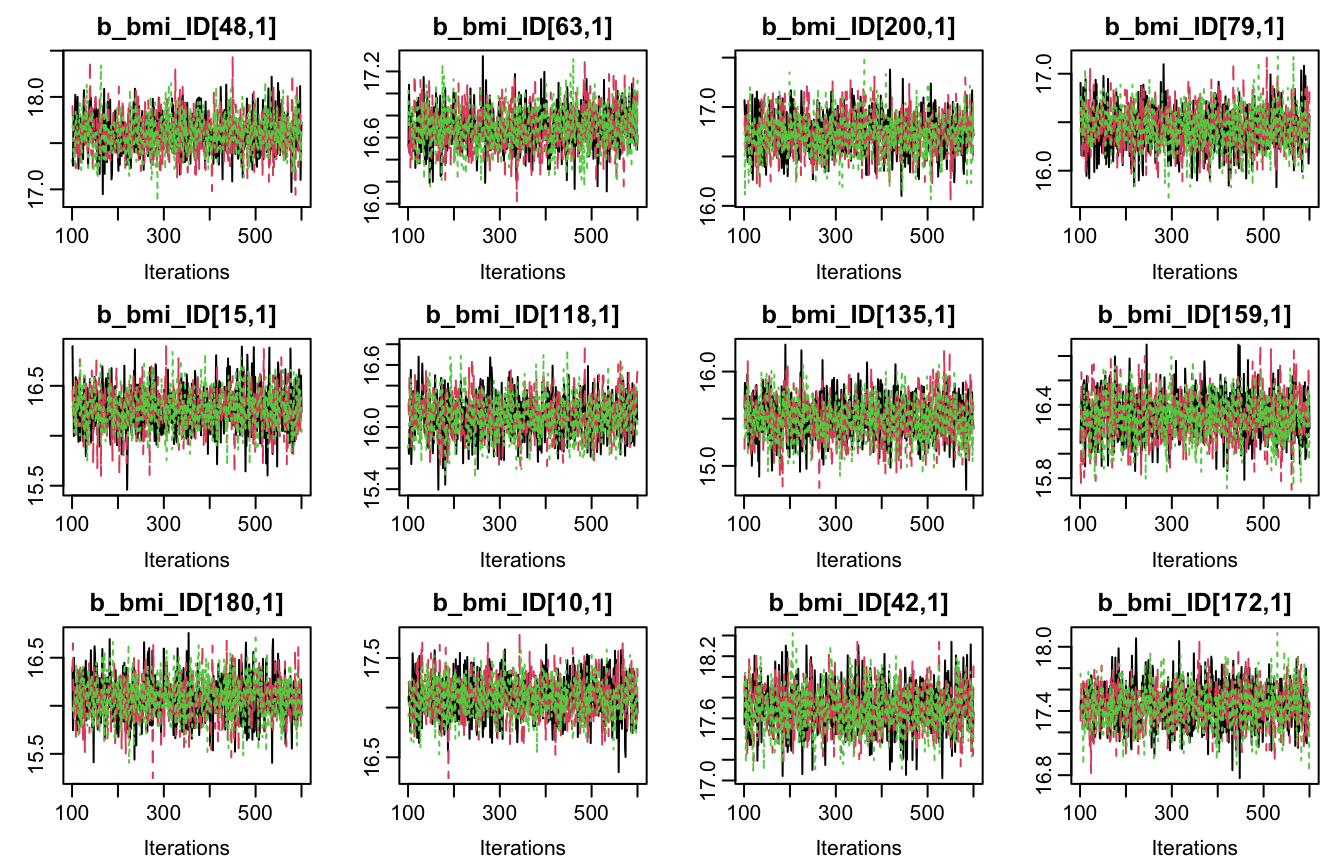 b_bmi_ID[48,1] b_bmi_ID[63,1] b_bmi_ID[200,1] b_bmi_ID[79,1]
17.0 18.0 16.0 16.6 17.2 16.0 17.0 16.0 17.0
100 300 500 100 300 500 100 300 500 100 300 500
Iterations Iterations Iterations Iterations
b_bmi_ID[15,1] b_bmi_ID[118,1] b_bmi_ID[135,1] b_bmi_ID[159,1]
15.5 16.5 15.4 16.0 16.6 15.0 16.0 15.8 16.4
100 300 500 100 300 500 100 300 500 100 300 500
Iterations Iterations Iterations Iterations
b_bmi_ID[180,1] b_bmi_ID[10,1] b_bmi_ID[42,1] b_bmi_ID[172,1]
15.5 16.5 16.5 17.5 17.0 17.6 18.2 16.8 17.4 18.0
100 300 500 100 300 500 100 300 500 100 300 500
Iterations Iterations Iterations Iterations